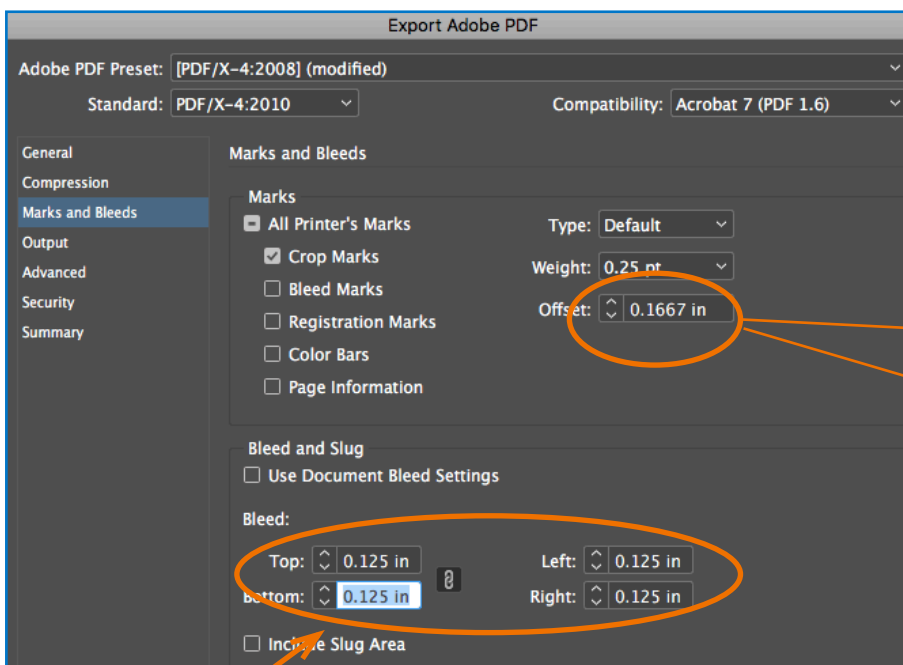 Export Adobe PDF
Adobe PDF Preset: [PDF/X-4:2008] (modified)
Standard: PDF/X-4:2010 Compatibility: Acrobat 7 (PDF 1.6)
General
Compression
Marks and Bleeds
Output
Advanced
Security
Summary
Marks and Bleeds
Marks
All Printer's Marks
Crop Marks
Bleed Marks
Registration Marks
Color Bars
Page Information
Type: Default
Weight: 0.25 pt
Offset: 0.1667 in
Bleed and Slug
Use Document Bleed Settings
Bleed:
Top: 0.125 in Left: 0.125 in
Bottom: 0.125 in Right: 0.125 in
Include Slug Area